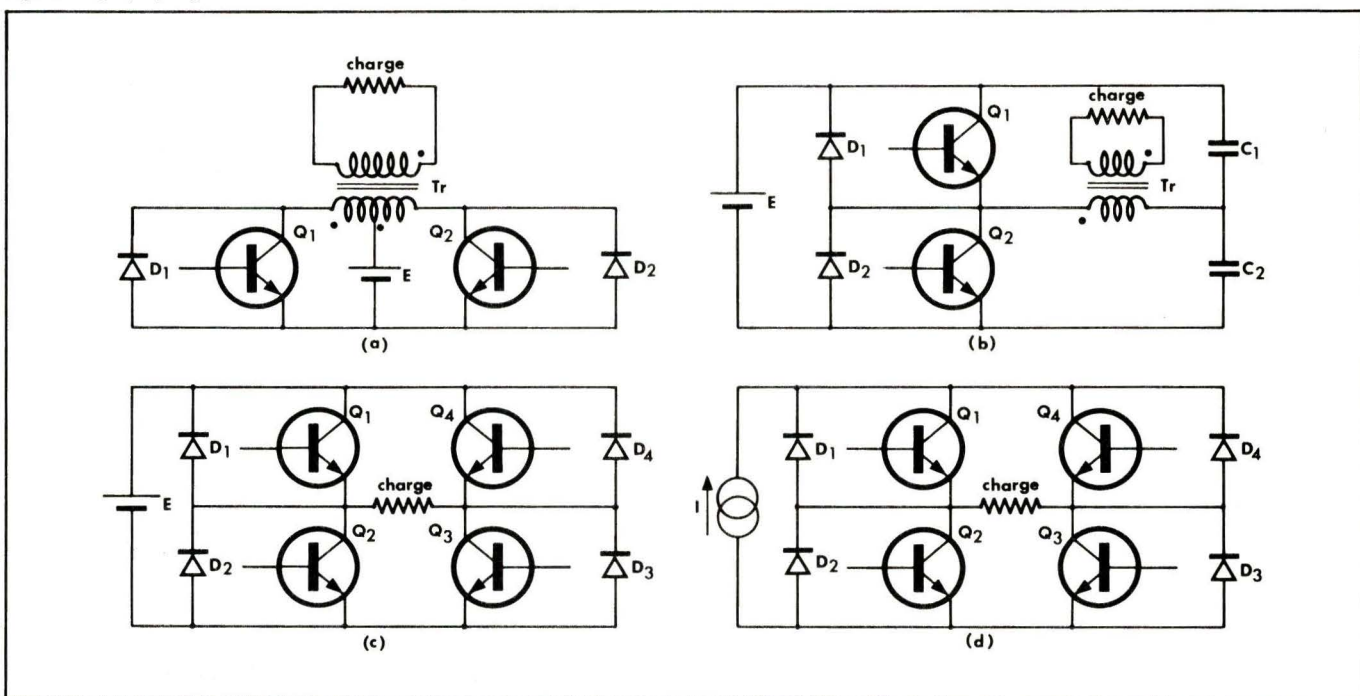 charge
Tr
Q1
Q2
D1
E
D2
(a)
Q1
charge
D1
C1
Tr
E
Q2
D2
C2
(b)
Q1
Q4
D1
D4
charge
E
Q2
Q3
D2
D3
(c)
Q1
Q4
D1
D4
charge
I
Q2
Q3
D2
D3
(d)